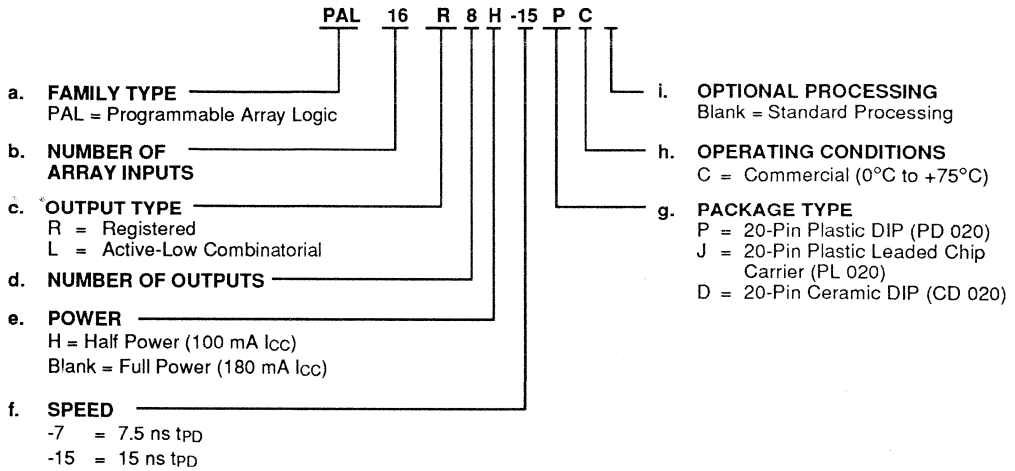 PAL 16 R 8 H -15 P C
a. FAMILY TYPE
PAL = Programmable Array Logic
b. NUMBER OF
ARRAY INPUTS
c. OUTPUT TYPE
R = Registered
L = Active-Low Combinatorial
d. NUMBER OF OUTPUTS
e. POWER
H = Half Power (100 mA ICC)
Blank = Full Power (180 mA ICC)
f. SPEED
-7 = 7.5 ns tPD
-15 = 15 ns tPD
i. OPTIONAL PROCESSING
Blank = Standard Processing
h. OPERATING CONDITIONS
C = Commercial (0°C to +75°C)
g. PACKAGE TYPE
P = 20-Pin Plastic DIP (PD 020)
J = 20-Pin Plastic Leaded Chip
Carrier (PL 020)
D = 20-Pin Ceramic DIP (CD 020)